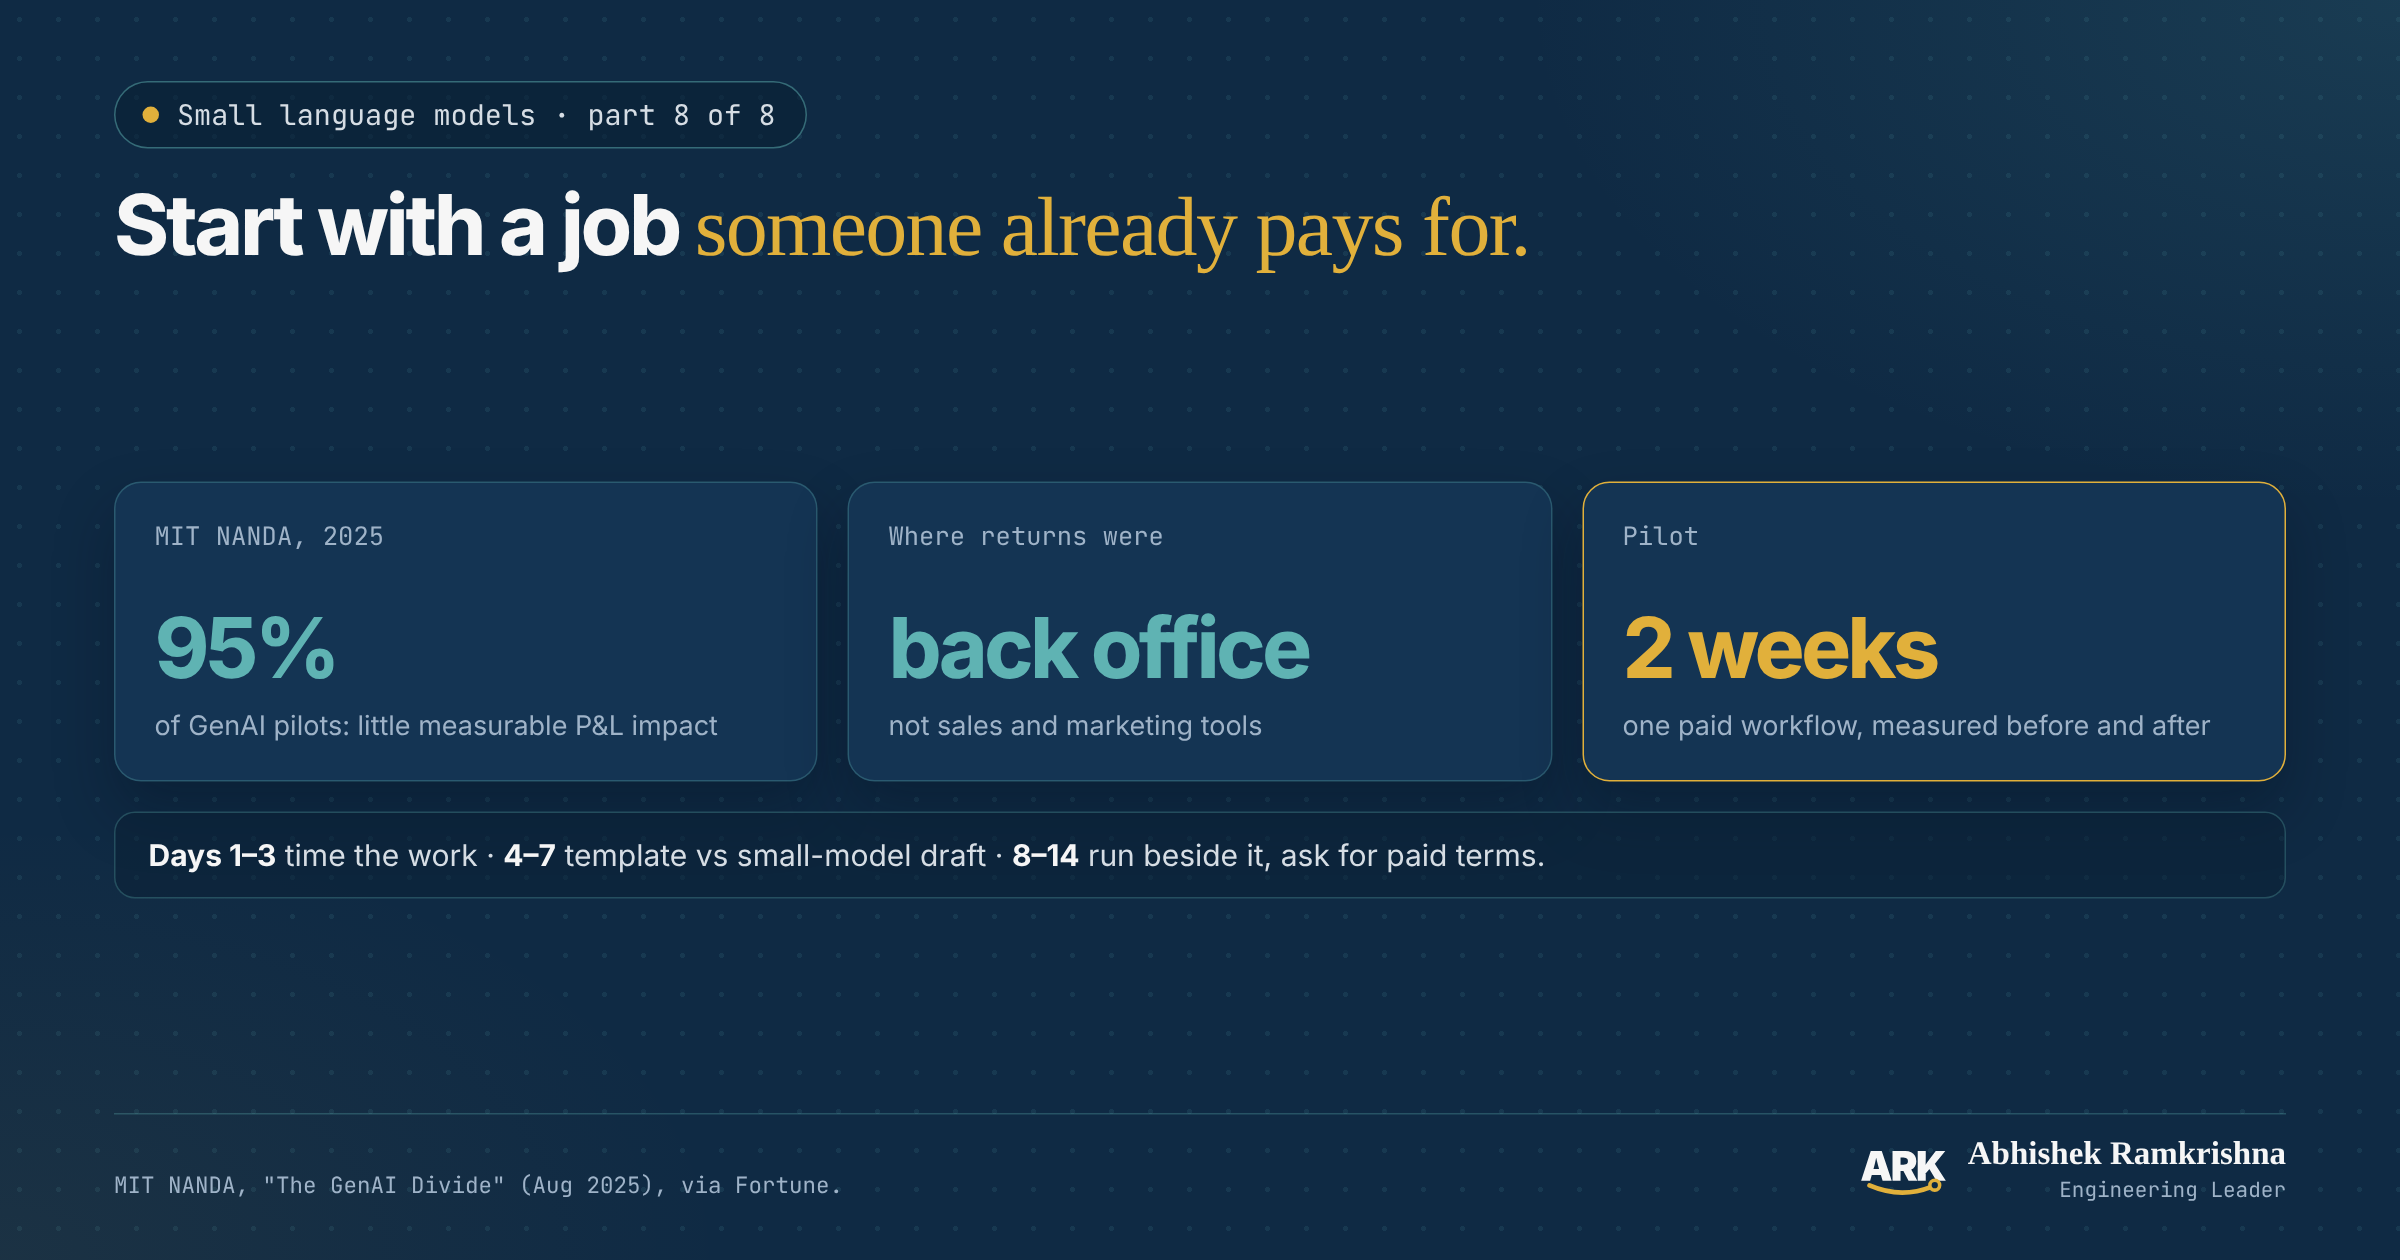 Small language models · part 8 of 8
Start with a job someone already pays for.
MIT NANDA, 2025
95%
of GenAI pilots: little measurable P&L impact
Where returns were
back office
not sales and marketing tools
Pilot
2 weeks
one paid workflow, measured before and after
Days 1–3 time the work · 4–7 template vs small-model draft · 8–14 run beside it, ask for paid terms.
MIT NANDA, "The GenAI Divide" (Aug 2025), via Fortune.
ARK
Abhishek Ramkrishna
Engineering Leader